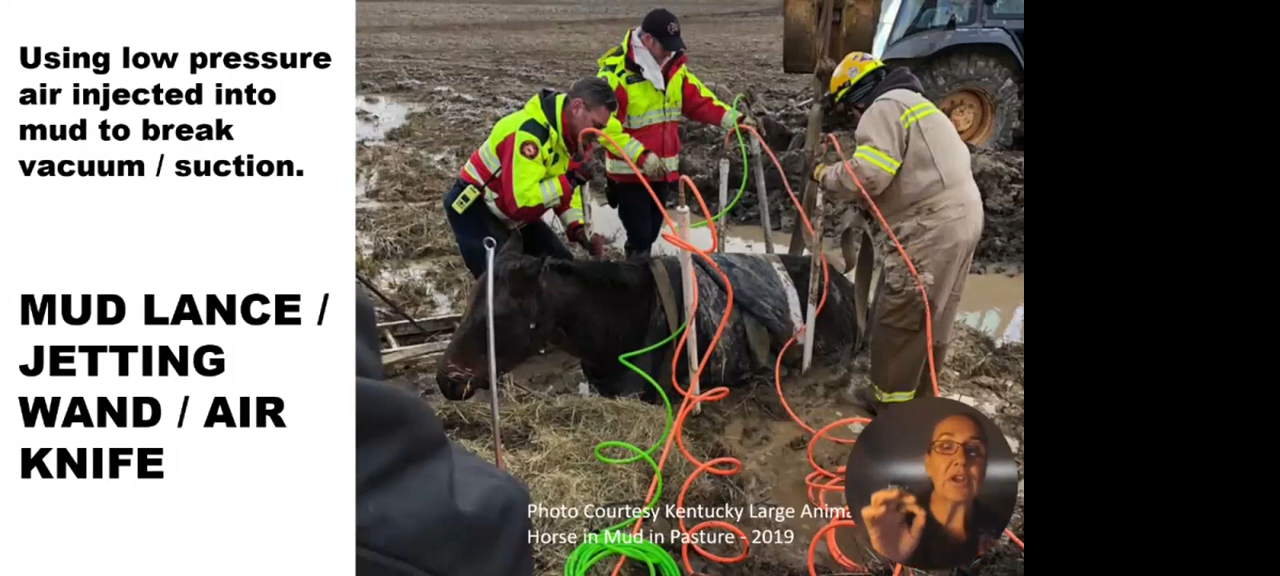 Using low pressure
air injected into
mud to break
vacuum / suction.
MUD LANCE /
JETTING
WAND / AIR
KNIFE
Photo Courtesy Kentucky Large
Horse in Mud in Pasture - 2019